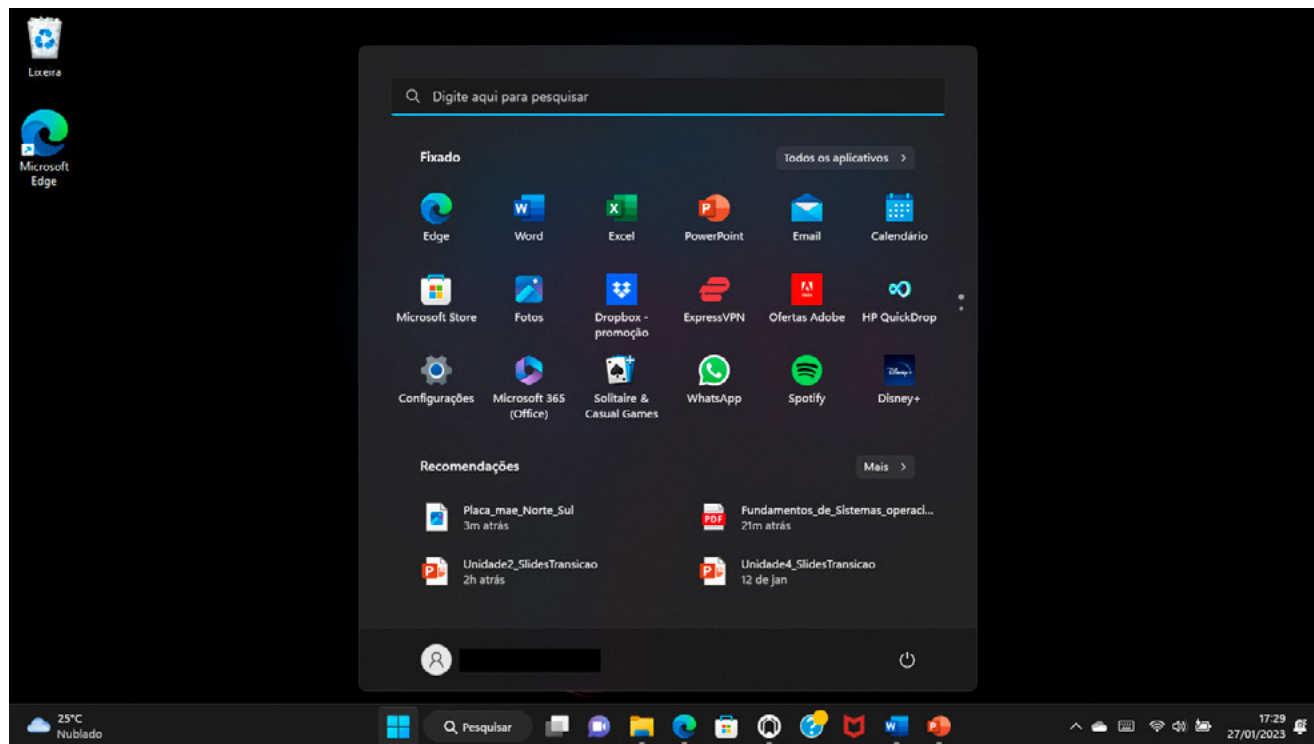 Lixeira
Microsoft
Edge
Digite aqui para pesquisar
Fixado
Todos os aplicativos
Edge
Word
Excel
PowerPoint
Email
Calendário
Microsoft Store
Fotos
Dropbox -
promoção
ExpressVPN
Ofertas Adobe
HP QuickDrop
Configurações
Microsoft 365
(Office)
Solitaire &
Casual Games
WhatsApp
Spotify
Disney+
Recomendações
Mais
Placa_mae_Norte_Sul
3m atrás
Fundamentos_de_Sistemas_operaci...
21m atrás
Unidade2_SlidesTransicao
2h atrás
Unidade4_SlidesTransicao
12 de jan
25°C
Nublado
Pesquisar
17:29
27/01/2023